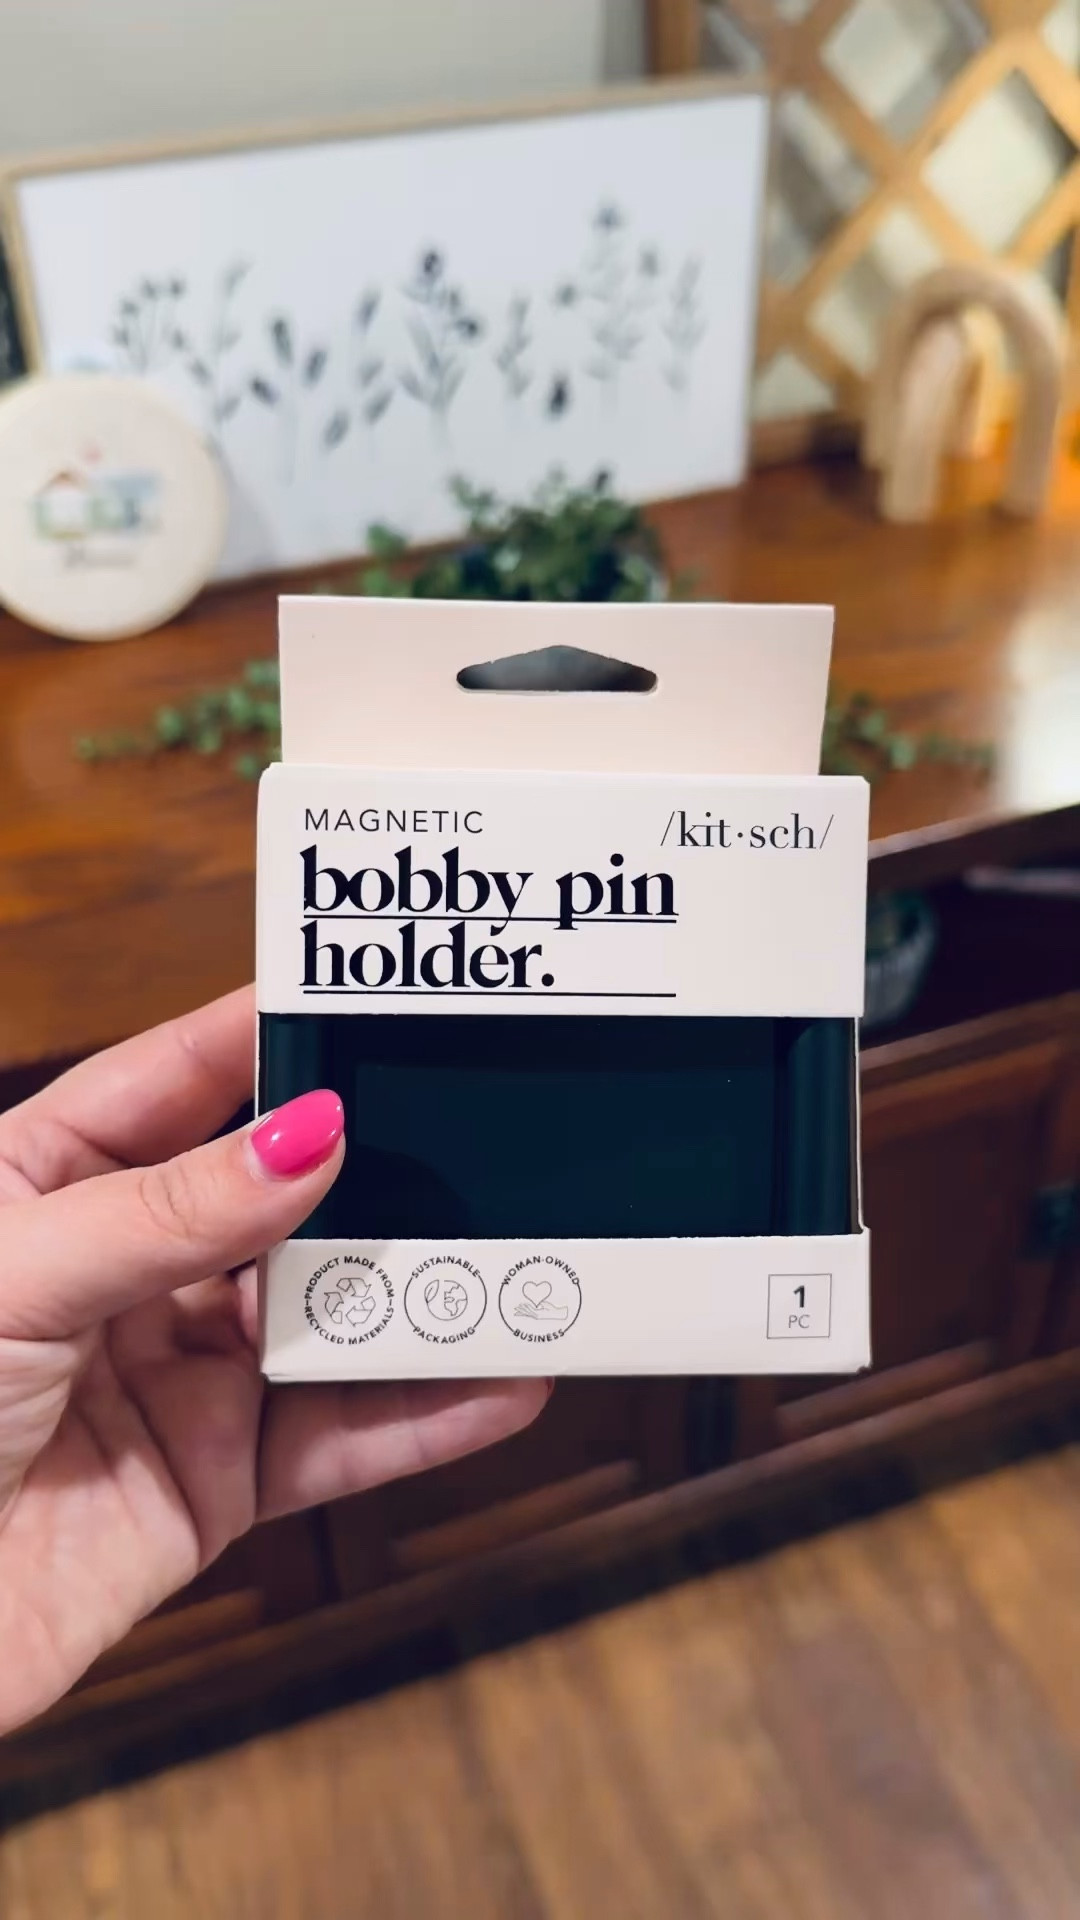 MAGNETIC
/kit·sch/
bobby pin
holder.
PRODUCT MADE FROM
RECYCLED MATERIALS
SUSTAINABLE
PACKAGING
WOMAN-OWNED
BUSINESS
1
PC